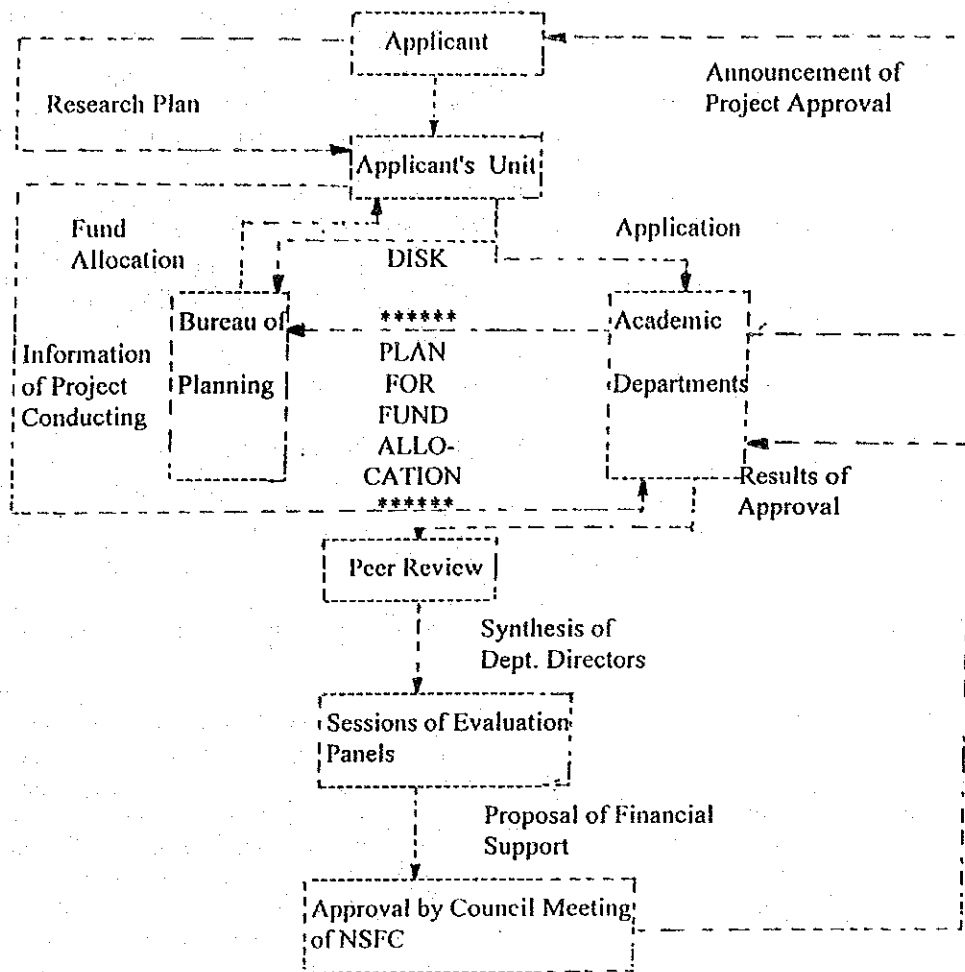 Applicant
Announcement of
Project Approval
Research Plan
Applicant's Unit
Fund
Allocation
Application
DISK
Bureau of
Planning
******
PLAN
FOR
FUND
ALLO-
CATION
******
Academic
Departments
Information
of Project
Conducting
Results of
Approval
Peer Review
Synthesis of
Dept. Directors
Sessions of Evaluation
Panels
Proposal of Financial
Support
Approval by Council Meeting
of NSFC